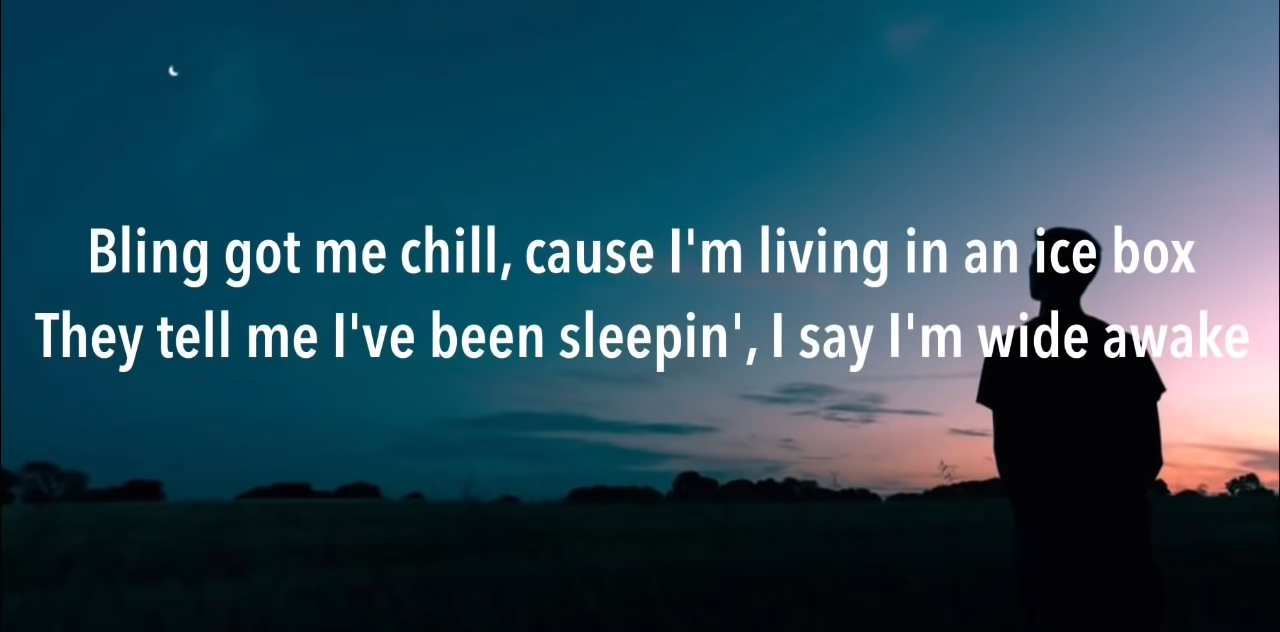 Bling got me chill, cause I'm living in an ice box
They tell me I've been sleepin', I say I'm wide awake